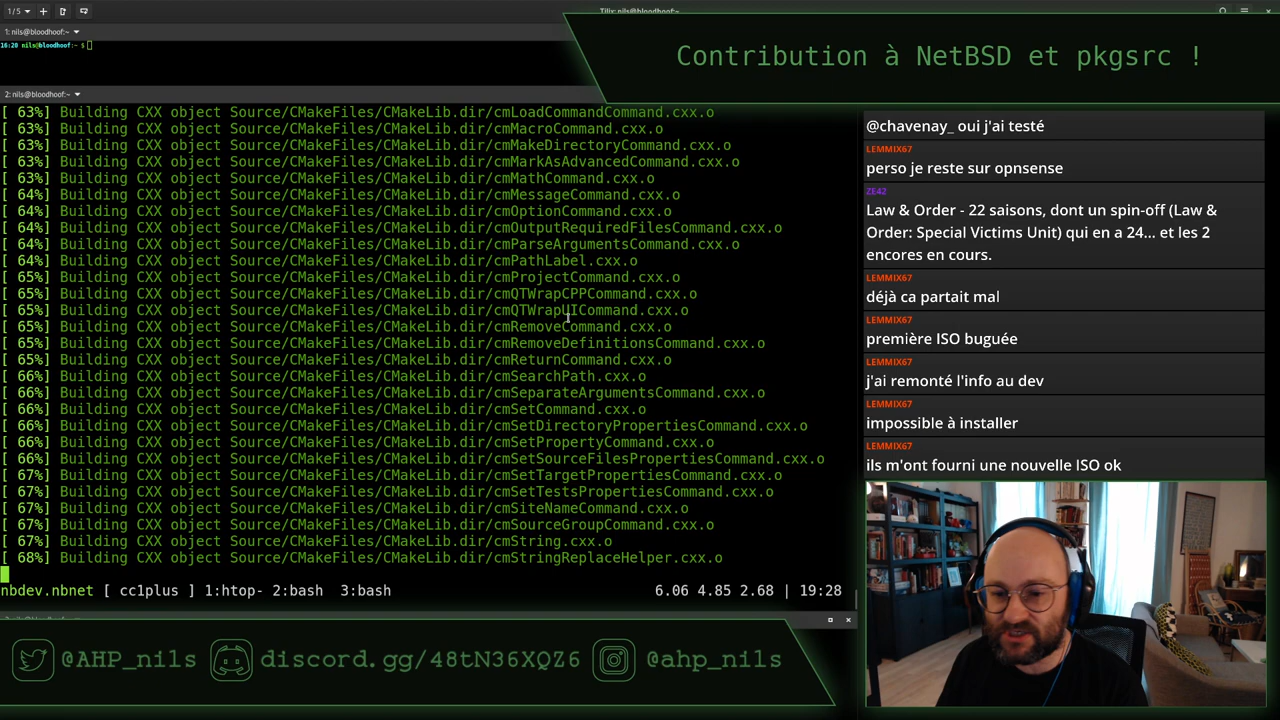 1/5
Tilix: nils@bloodhoof:~
1: nils@bloodhoof:~
16:20 nils@bloodhoof:~ $
Contribution à NetBSD et pkgsrc !
2: nils@bloodhoof:~
[ 63%] Building CXX object Source/CMakeFiles/CMakeLib.dir/cmLoadCommandCommand.cxx.o
[ 63%] Building CXX object Source/CMakeFiles/CMakeLib.dir/cmMacroCommand.cxx.o
[ 63%] Building CXX object Source/CMakeFiles/CMakeLib.dir/cmMakeDirectoryCommand.cxx.o
[ 63%] Building CXX object Source/CMakeFiles/CMakeLib.dir/cmMarkAsAdvancedCommand.cxx.o
[ 63%] Building CXX object Source/CMakeFiles/CMakeLib.dir/cmMathCommand.cxx.o
[ 64%] Building CXX object Source/CMakeFiles/CMakeLib.dir/cmMessageCommand.cxx.o
[ 64%] Building CXX object Source/CMakeFiles/CMakeLib.dir/cmOptionCommand.cxx.o
[ 64%] Building CXX object Source/CMakeFiles/CMakeLib.dir/cmOutputRequiredFilesCommand.cxx.o
[ 64%] Building CXX object Source/CMakeFiles/CMakeLib.dir/cmParseArgumentsCommand.cxx.o
[ 64%] Building CXX object Source/CMakeFiles/CMakeLib.dir/cmPathLabel.cxx.o
[ 65%] Building CXX object Source/CMakeFiles/CMakeLib.dir/cmProjectCommand.cxx.o
[ 65%] Building CXX object Source/CMakeFiles/CMakeLib.dir/cmQTWrapCPPCommand.cxx.o
[ 65%] Building CXX object Source/CMakeFiles/CMakeLib.dir/cmQTWrapUICommand.cxx.o
[ 65%] Building CXX object Source/CMakeFiles/CMakeLib.dir/cmRemoveCommand.cxx.o
[ 65%] Building CXX object Source/CMakeFiles/CMakeLib.dir/cmRemoveDefinitionsCommand.cxx.o
[ 65%] Building CXX object Source/CMakeFiles/CMakeLib.dir/cmReturnCommand.cxx.o
[ 66%] Building CXX object Source/CMakeFiles/CMakeLib.dir/cmSearchPath.cxx.o
[ 66%] Building CXX object Source/CMakeFiles/CMakeLib.dir/cmSeparateArgumentsCommand.cxx.o
[ 66%] Building CXX object Source/CMakeFiles/CMakeLib.dir/cmSetCommand.cxx.o
[ 66%] Building CXX object Source/CMakeFiles/CMakeLib.dir/cmSetDirectoryPropertiesCommand.cxx.o
[ 66%] Building CXX object Source/CMakeFiles/CMakeLib.dir/cmSetPropertyCommand.cxx.o
[ 66%] Building CXX object Source/CMakeFiles/CMakeLib.dir/cmSetSourceFilesPropertiesCommand.cxx.o
[ 67%] Building CXX object Source/CMakeFiles/CMakeLib.dir/cmSetTargetPropertiesCommand.cxx.o
[ 67%] Building CXX object Source/CMakeFiles/CMakeLib.dir/cmSetTestsPropertiesCommand.cxx.o
[ 67%] Building CXX object Source/CMakeFiles/CMakeLib.dir/cmSiteNameCommand.cxx.o
[ 67%] Building CXX object Source/CMakeFiles/CMakeLib.dir/cmSourceGroupCommand.cxx.o
[ 67%] Building CXX object Source/CMakeFiles/CMakeLib.dir/cmString.cxx.o
[ 68%] Building CXX object Source/CMakeFiles/CMakeLib.dir/cmStringReplaceHelper.cxx.o
nbdev.nbnet [ cc1plus ] 1:htop- 2:bash 3:bash 6.06 4.85 2.68 | 19:28
@chavenay_ oui j'ai testé
LEMMIX67
perso je reste sur opnsense
ZE42
Law & Order - 22 saisons, dont un spin-off (Law &
Order: Special Victims Unit) qui en a 24... et les 2
encores en cours.
LEMMIX67
déjà ca partait mal
LEMMIX67
première ISO buguée
LEMMIX67
j'ai remonté l'info au dev
LEMMIX67
impossible à installer
LEMMIX67
ils m'ont fourni une nouvelle ISO ok
@AHP_nils discord.gg/48tN36XQZ6 @ahp_nils